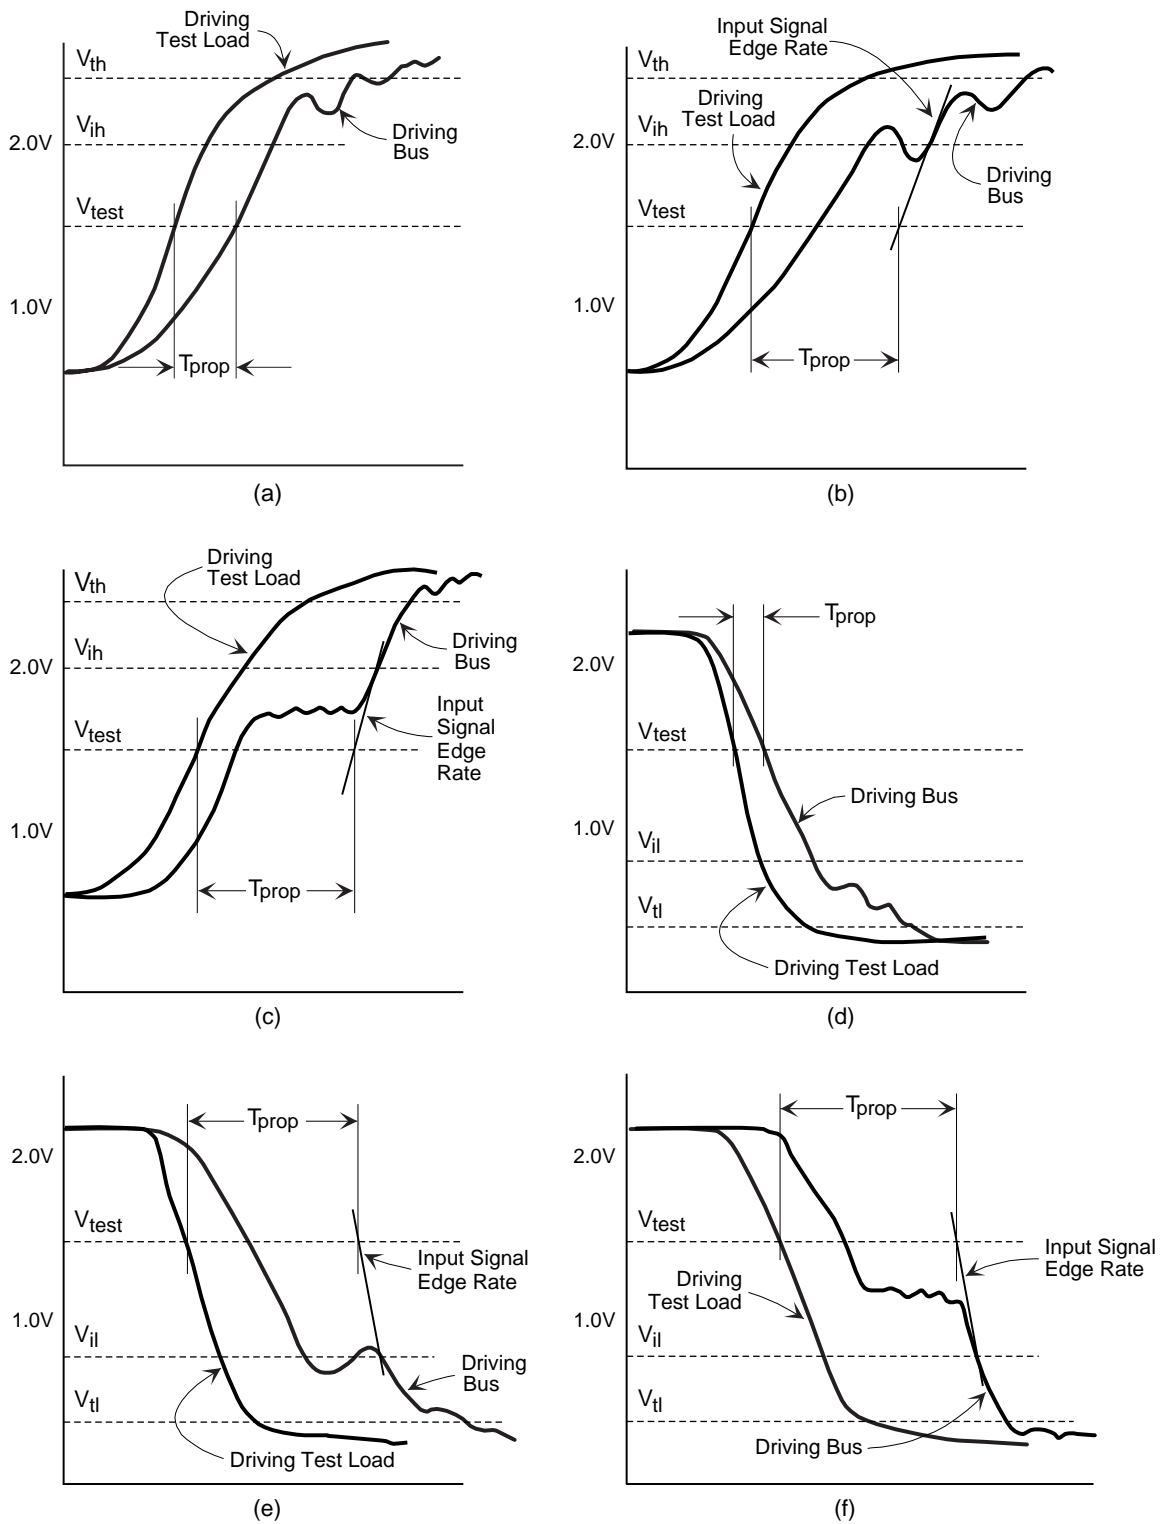 Driving
Test Load
Vth
Vih
2.0V
Driving
Bus
Vtest
1.0V
Tprop
(a)
Input Signal
Edge Rate
Vth
Driving
Test Load
Vih
2.0V
Driving
Bus
Vtest
1.0V
Tprop
(b)
Driving
Test Load
Vth
Vih
2.0V
Driving
Bus
Input
Signal
Edge
Rate
Vtest
1.0V
Tprop
(c)
Tprop
2.0V
Vtest
Driving Bus
1.0V
Vil
Vtl
Driving Test Load
(d)
Tprop
2.0V
Vtest
Input Signal
Edge Rate
1.0V
Vil
Driving
Bus
Vtl
Driving Test Load
(e)
Tprop
2.0V
Vtest
Input Signal
Edge Rate
Driving
Test Load
1.0V
Vil
Vtl
Driving Bus
(f)